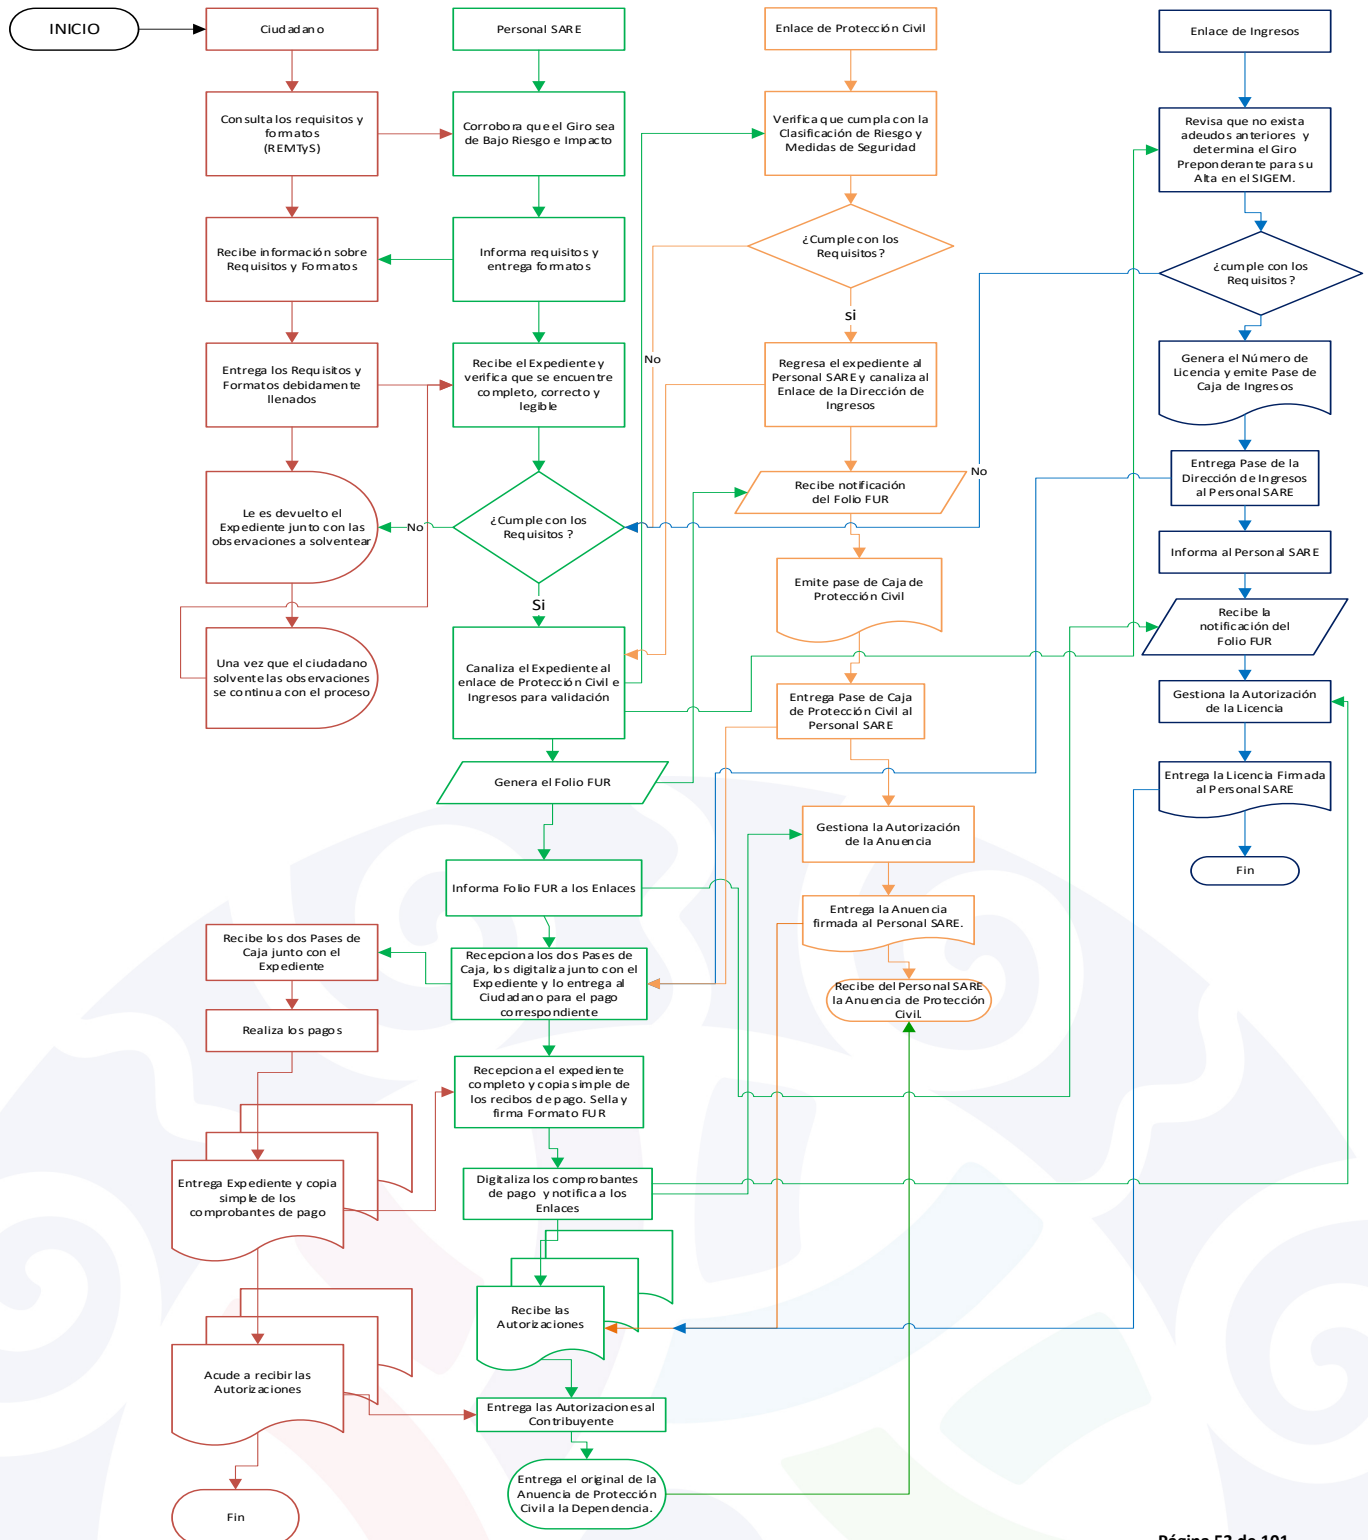 INICIO
Ciudadano
Consulta los requisitos y
formatos
(REMTyS)
Recibe información sobre
Requisitos y Formatos
Entrega los Requisitos y
Formatos debidamente
llenados
Le es devuelto el
Expediente junto con las
observaciones a solventear
Una vez que el ciudadano
solvente las observaciones
se continua con el proceso
Recibe los dos Pases de
Caja junto con el
Expediente
Realiza los pagos
Entrega Expediente y copia
simple de los
comprobantes de pago
Acude a recibir las
Autorizaciones
Fin
Personal SARE
Corrobora que el Giro sea
de Bajo Riesgo e Impacto
Informa requisitos y
entrega formatos
Recibe el Expediente y
verifica que se encuentre
completo, correcto y
legible
¿Cumple con los
Requisitos ?
No
Si
Canaliza el Expediente al
enlace de Protección Civil e
Ingresos para validación
Genera el Folio FUR
Informa Folio FUR a los Enlaces
Recepciona los dos Pases de
Caja, los digitaliza junto con el
Expediente y lo entrega al
Ciudadano para el pago
correspondiente
Recepciona el expediente
completo y copia simple de
los recibos de pago. Sella y
firma Formato FUR
Digitaliza los comprobantes
de pago y notifica a los
Enlaces
Recibe las
Autorizaciones
Entrega las Autorizaciones al
Contribuyente
Entrega el original de la
Anuencia de Protección
Civil a la Dependencia.
Enlace de Protección Civil
Verifica que cumpla con la
Clasificación de Riesgo y
Medidas de Seguridad
¿Cumple con los
Requisitos?
No
si
Regresa el expediente al
Personal SARE y canaliza al
Enlace de la Dirección de
Ingresos
Recibe notificación
del Folio FUR
Emite pase de Caja de
Protección Civil
Entrega Pase de Caja
de Protección Civil al
Personal SARE
Gestiona la Autorización
de la Anuencia
Entrega la Anuencia
firmada al Personal SARE.
Recibe del Personal SARE
la Anuencia de Protección
Civil.
Enlace de Ingresos
Revisa que no exista
adeudos anteriores y
determina el Giro
Preponderante para su
Alta en el SIGEM.
¿cumple con los
Requisitos?
No
Genera el Número de
Licencia y emite Pase de
Caja de Ingresos
Entrega Pase de la
Dirección de Ingresos
al Personal SARE
Informa al Personal SARE
Recibe la
notificación del
Folio FUR
Gestiona la Autorización
de la Licencia
Entrega la Licencia Firmada
al Personal SARE
Fin
Página 53 de 101